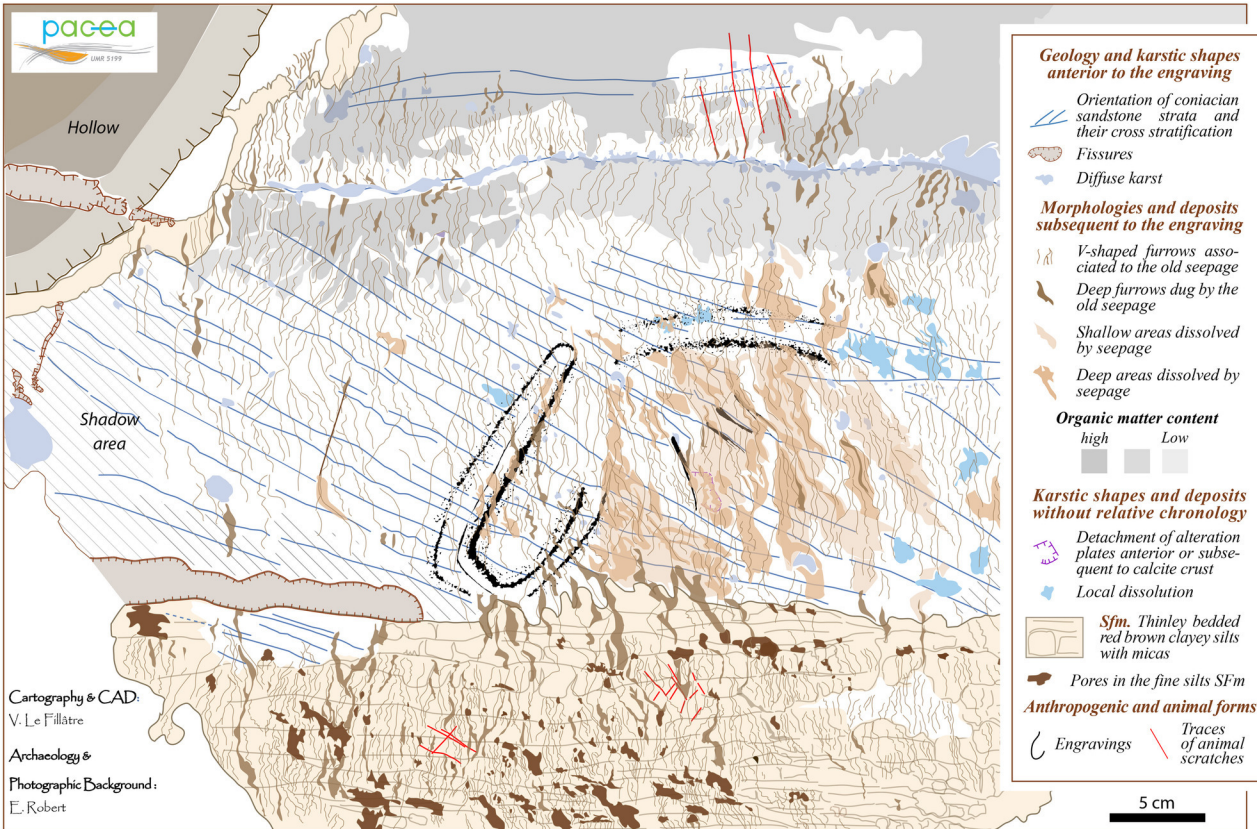 pacea
UMR 5199
Hollow
Shadow
area
Cartography & CAD:
V. Le Fillâtre
Archaeology &
Photographic Background :
E. Robert
Geology and karstic shapes
anterior to the engraving
Orientation of coniacian
sandstone strata and
their cross stratification
Fissures
Diffuse karst
Morphologies and deposits
subsequent to the engraving
V-shaped furrows asso-
ciated to the old seepage
Deep furrows dug by the
old seepage
Shallow areas dissolved
by seepage
Deep areas dissolved by
seepage
Organic matter content
high Low
Karstic shapes and deposits
without relative chronology
Detachment of alteration
plates anterior or subse-
quent to calcite crust
Local dissolution
Sfm. Thinley bedded
red brown clayey silts
with micas
Pores in the fine silts SFm
Anthropogenic and animal forms
Engravings
Traces
of animal
scratches
5 cm